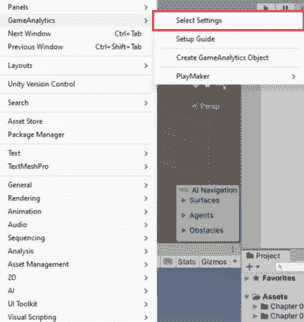 Panels
GameAnalytics
Next Window Ctrl+Tab
Previous Window Ctrl+Shift+Tab
Layouts
Unity Version Control
Search
Asset Store
Package Manager
Text
TextMeshPro
General
Rendering
Animation
Audio
Sequencing
Analysis
Asset Management
2D
AI
UI Toolkit
Visual Scripting
Select Settings
Setup Guide
Create GameAnalytics Object
PlayMaker
Persp
AI Navigation
Surfaces
Agents
Obstacles
Stats Gizmos
Project
Favorites
Assets
Chapter 0
Chapter 0